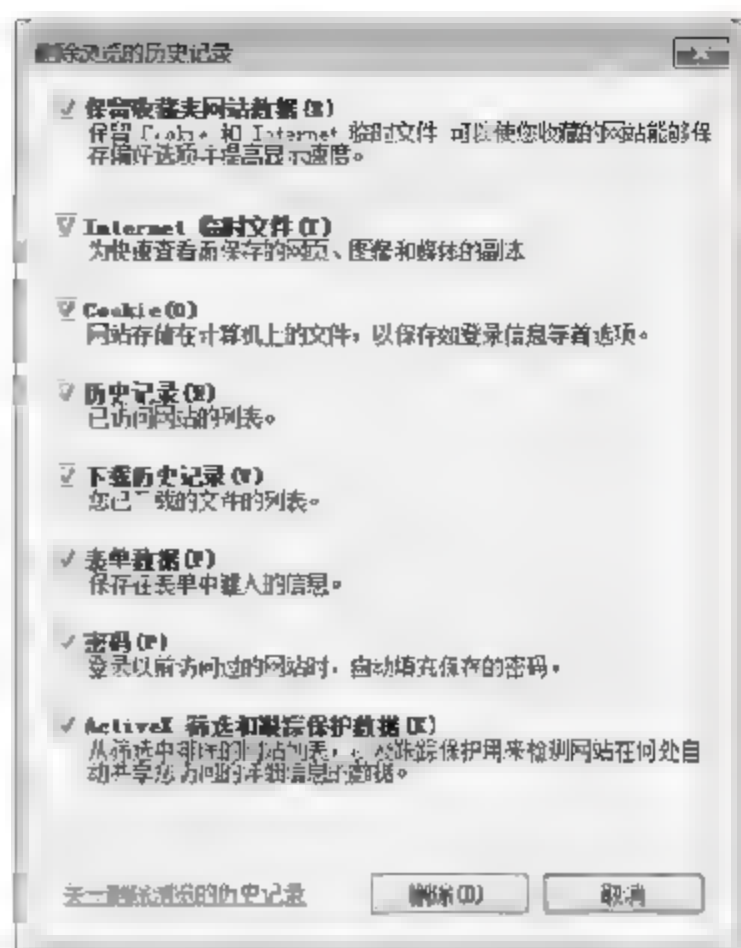 删除浏览的历史记录
保留收藏夹网站数据(R)
保留 Cookie 和 Internet 临时文件 可以使您收藏的网站能够保
存偏好选项并提高显示速度。
Internet 临时文件(T)
为快速查看而保存的网页、图像和媒体的副本
Cookie(O)
网站存储在计算机上的文件，以保存如登录信息等首选项。
历史记录(H)
已访问网站的列表。
下载历史记录(W)
您已下载的文件的列表。
表单数据(F)
保存在表单中键入的信息。
密码(P)
登录以前访问过的网站时，自动填充保存的密码。
ActiveX 筛选和跟踪保护数据(K)
从筛选中排除的网站列表，以及跟踪保护用来检测网站在何处自
动共享您访问的详细信息的数据。
关于删除浏览的历史记录
删除(D)
取消